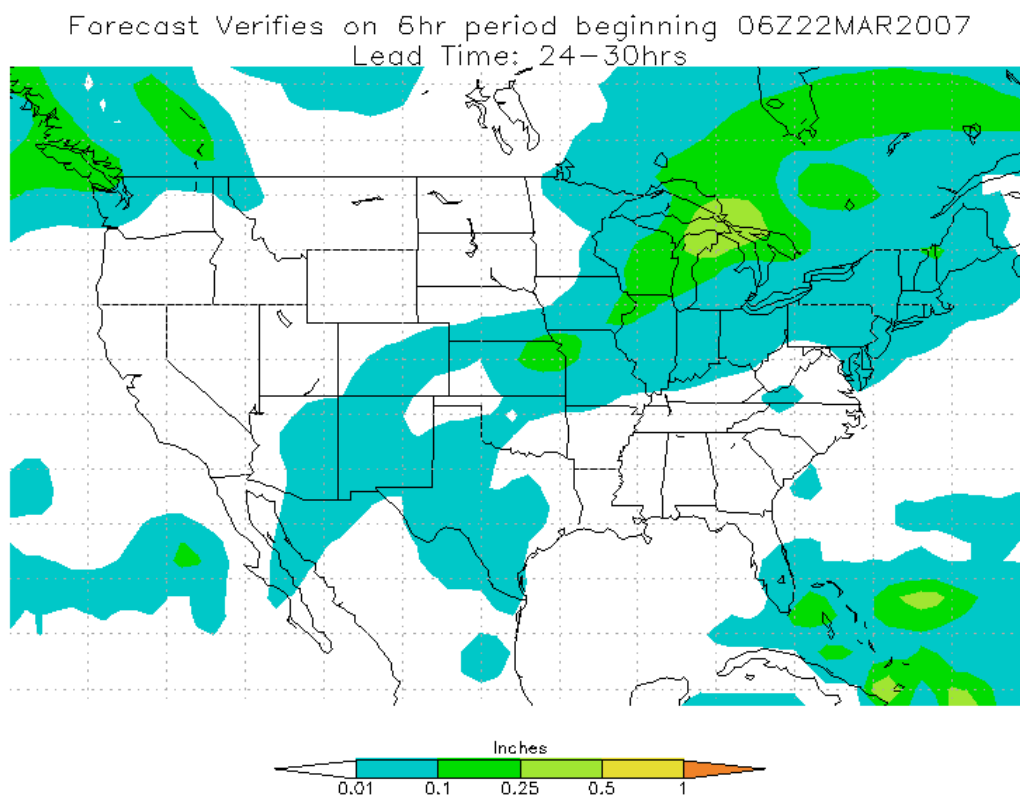 Forecast Verifies on 6hr period beginning 06Z22MAR2007
Lead Time: 24-30hrs
Inches
0.01 0.1 0.25 0.5 1